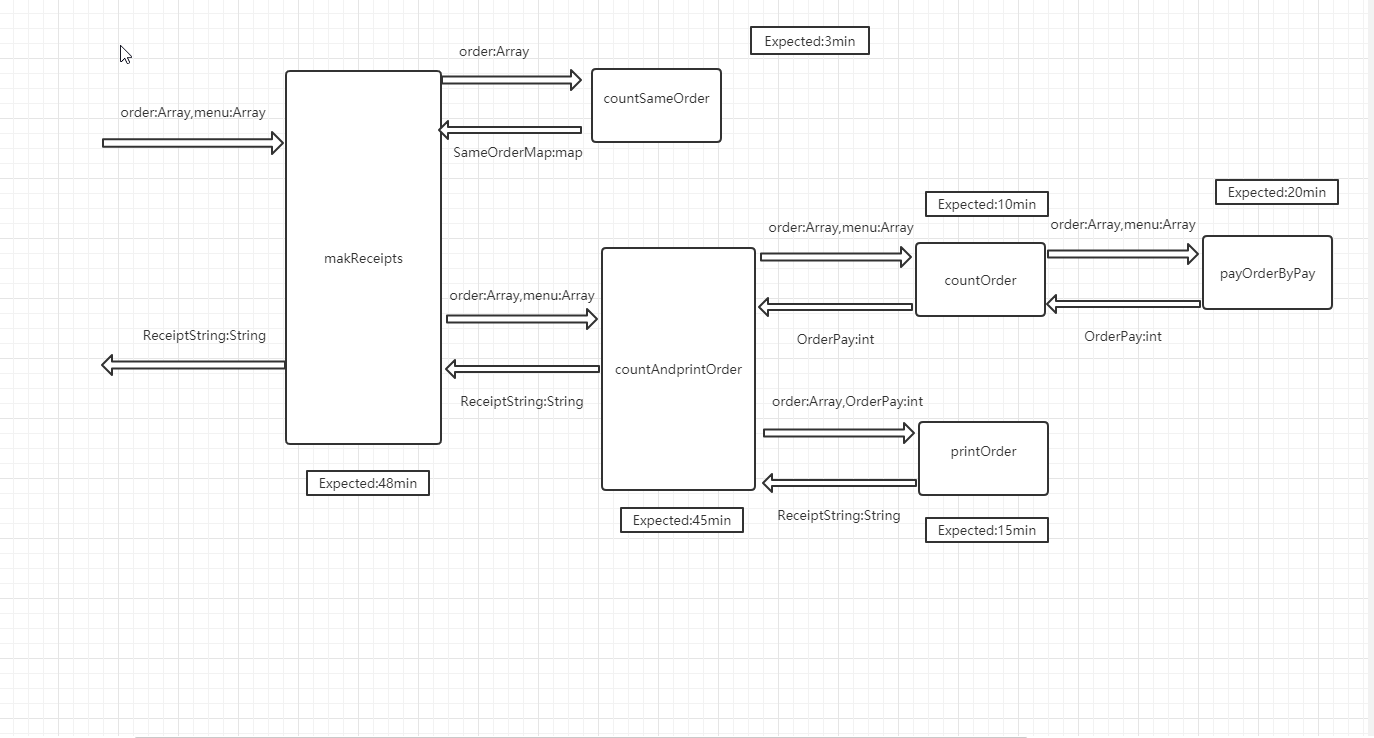 order:Array
Expected:3min
countSameOrder
order:Array,menu:Array
SameOrderMap:map
Expected:20min
Expected:10min
order:Array,menu:Array
order:Array,menu:Array
makReceipts
countOrder
payOrderByPay
order:Array,menu:Array
ReceiptString:String
OrderPay:int
OrderPay:int
countAndprintOrder
ReceiptString:String
order:Array,OrderPay:int
printOrder
Expected:48min
Expected:45min
ReceiptString:String
Expected:15min